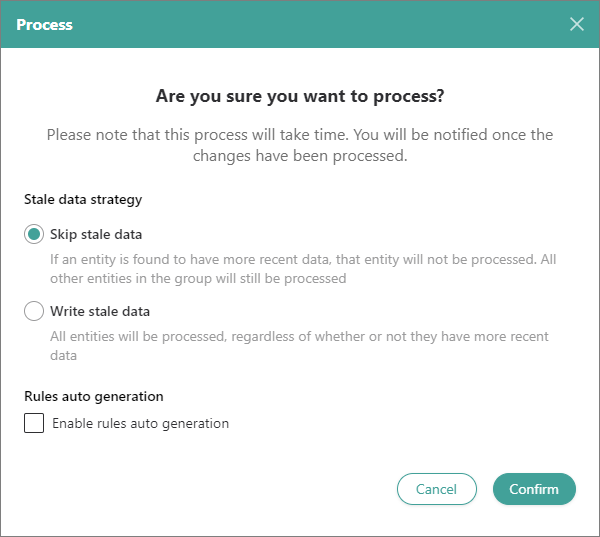 Process
Are you sure you want to process?
Please note that this process will take time. You will be notified once the
changes have been processed.
Stale data strategy
Skip stale data
If an entity is found to have more recent data, that entity will not be processed. All
other entities in the group will still be processed
Write stale data
All entities will be processed, regardless of whether or not they have more recent
data
Rules auto generation
Enable rules auto generation
Cancel
Confirm